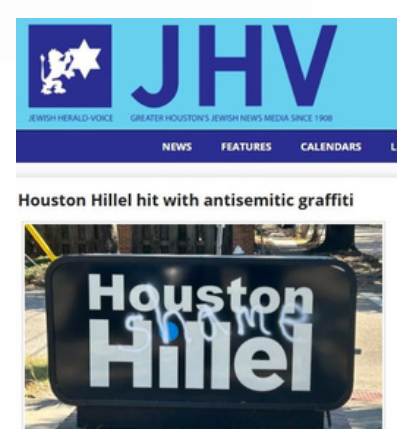 JHV
JEWISH HERALD-VOICE GREATER HOUSTON'S JEWISH NEWS MEDIA SINCE 1908
NEWS FEATURES CALENDARS L
Houston Hillel hit with antisemitic graffiti
Houston
shame
Hillel